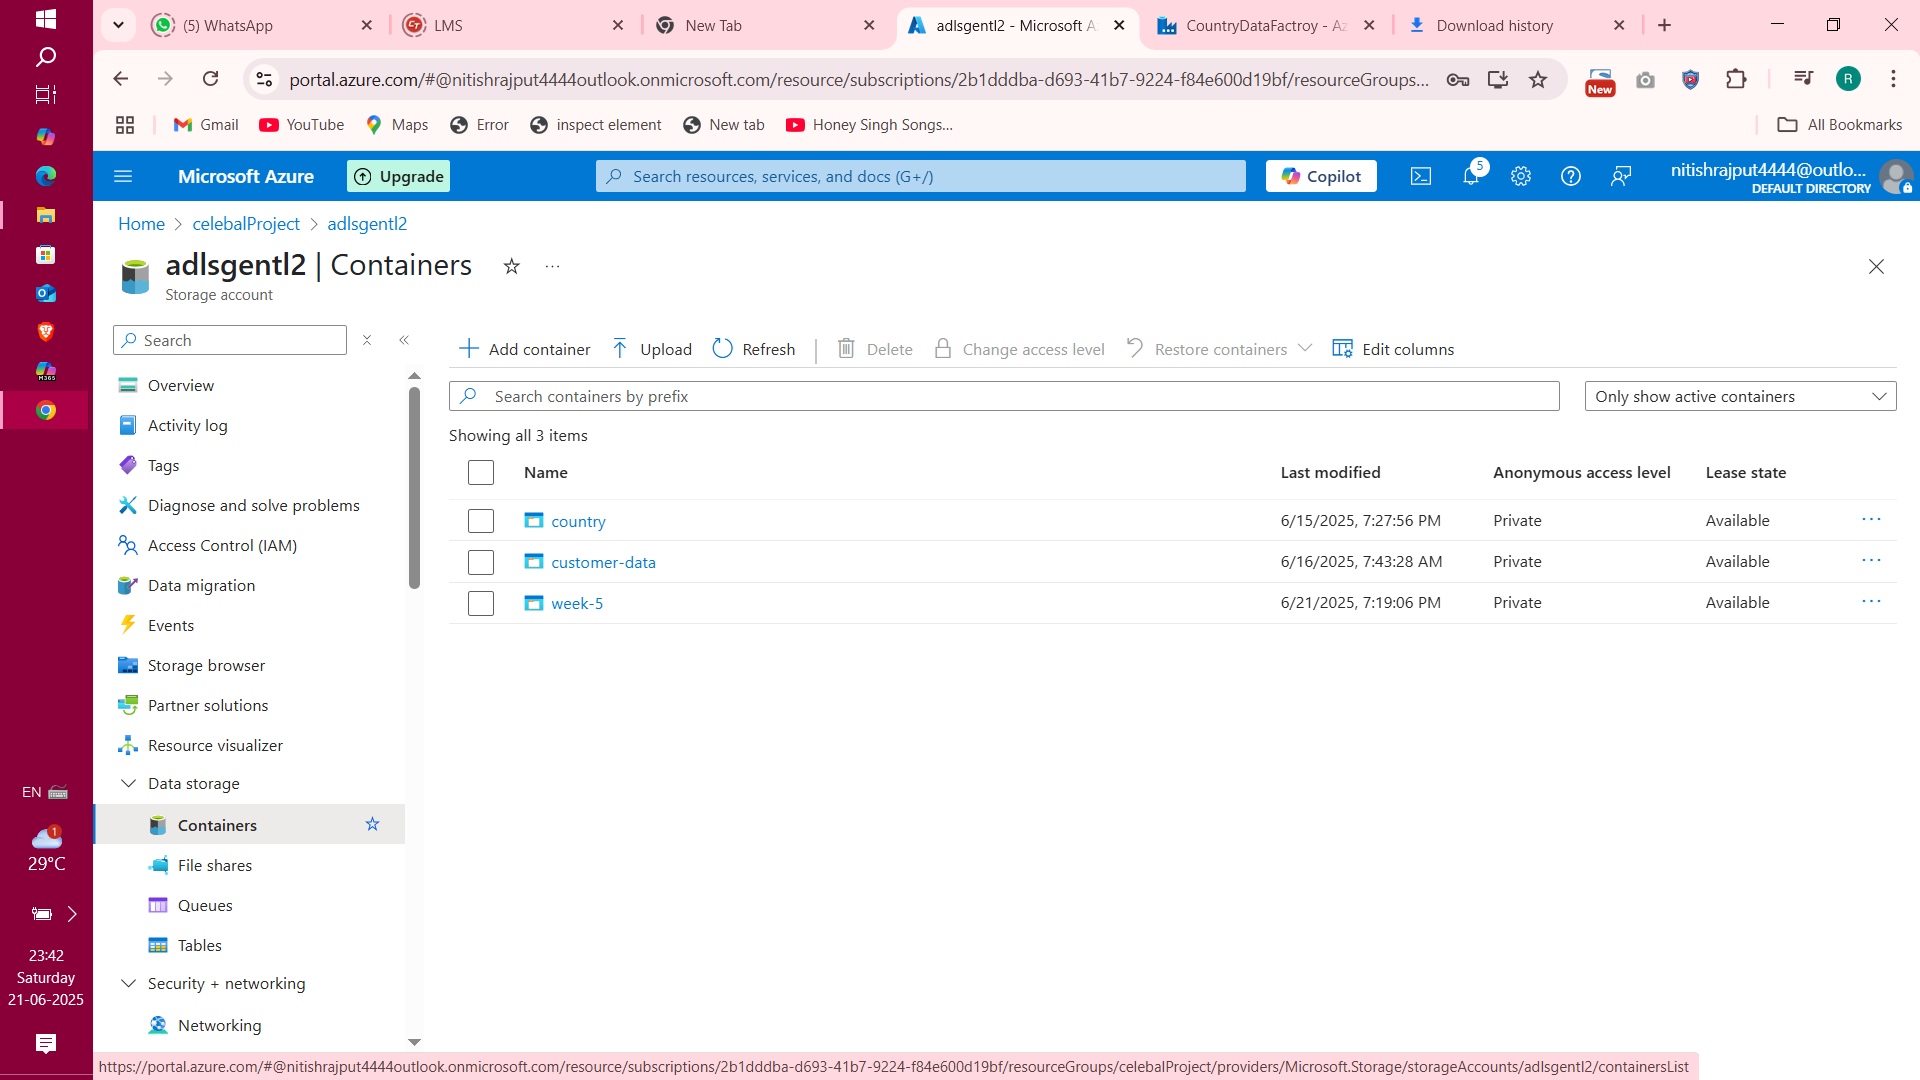 (5) WhatsApp
LMS
New Tab
adlsgentl2 - Microsoft A
CountryDataFactroy - Az
Download history
portal.azure.com/#@nitishrajput4444outlook.onmicrosoft.com/resource/subscriptions/2b1dddba-d693-41b7-9224-f84e600d19bf/resourceGroups...
New
R
Gmail
YouTube
Maps
Error
inspect element
New tab
Honey Singh Songs...
All Bookmarks
Microsoft Azure
Upgrade
Search resources, services, and docs (G+/)
Copilot
5
nitishrajput4444@outlo...
DEFAULT DIRECTORY
Home > celebalProject > adlsgentl2
adlsgentl2 | Containers
Storage account
Search
Overview
Activity log
Tags
Diagnose and solve problems
Access Control (IAM)
Data migration
Events
Storage browser
Partner solutions
Resource visualizer
Data storage
Containers
File shares
Queues
Tables
Security + networking
Networking
Add container
Upload
Refresh
Delete
Change access level
Restore containers
Edit columns
Search containers by prefix
Only show active containers
Showing all 3 items
Name Last modified Anonymous access level Lease state
country 6/15/2025, 7:27:56 PM Private Available
customer-data 6/16/2025, 7:43:28 AM Private Available
week-5 6/21/2025, 7:19:06 PM Private Available
M365
EN
1
29°C
23:42
Saturday
21-06-2025
https://portal.azure.com/#@nitishrajput4444outlook.onmicrosoft.com/resource/subscriptions/2b1dddba-d693-41b7-9224-f84e600d19bf/resourceGroups/celebalProject/providers/Microsoft.Storage/storageAccounts/adlsgentl2/containersList